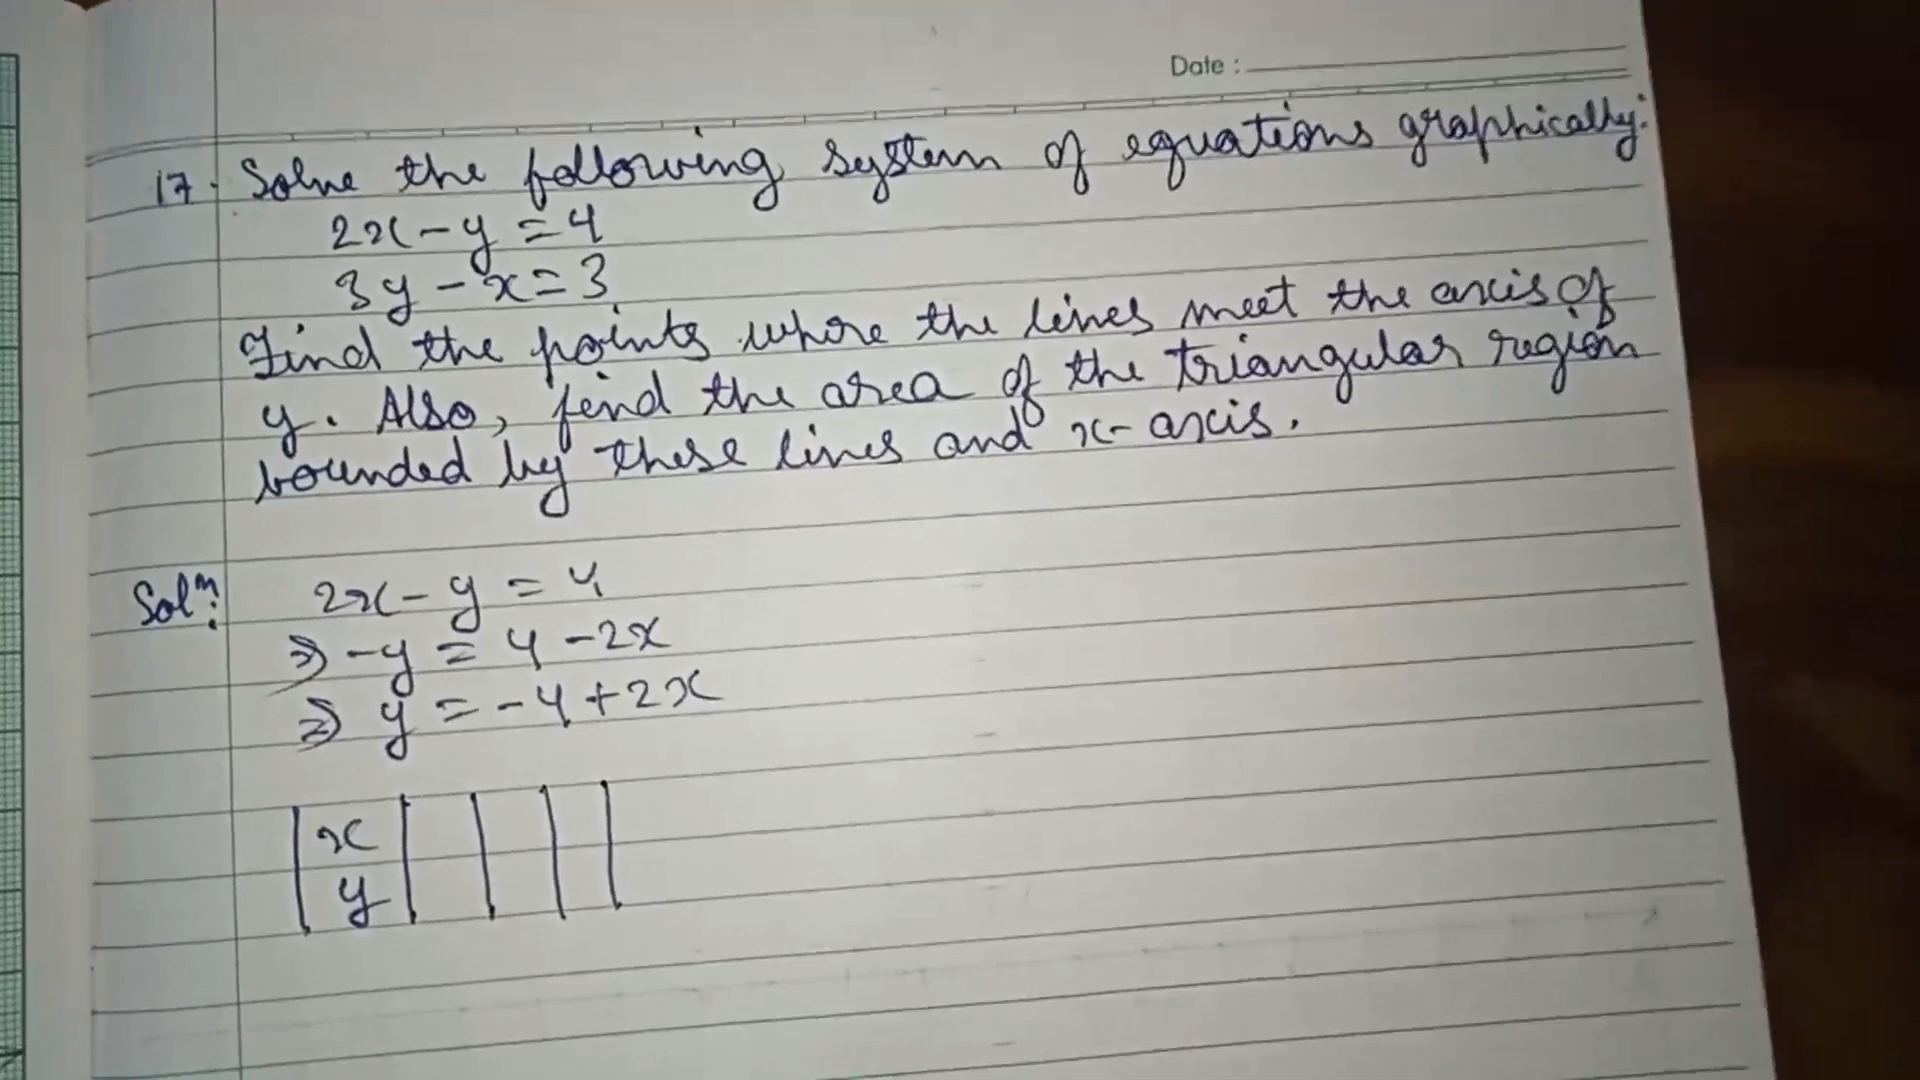 Date :
17. Solve the following system of equations graphically:
2x - y = 4
3y - x = 3
Find the points where the lines meet the axis of
y. Also, find the area of the triangular region
bounded by these lines and x-axis.
Solⁿ: 2x - y = 4
⇒ -y = 4 - 2x
⇒ y = -4 + 2x
x
y